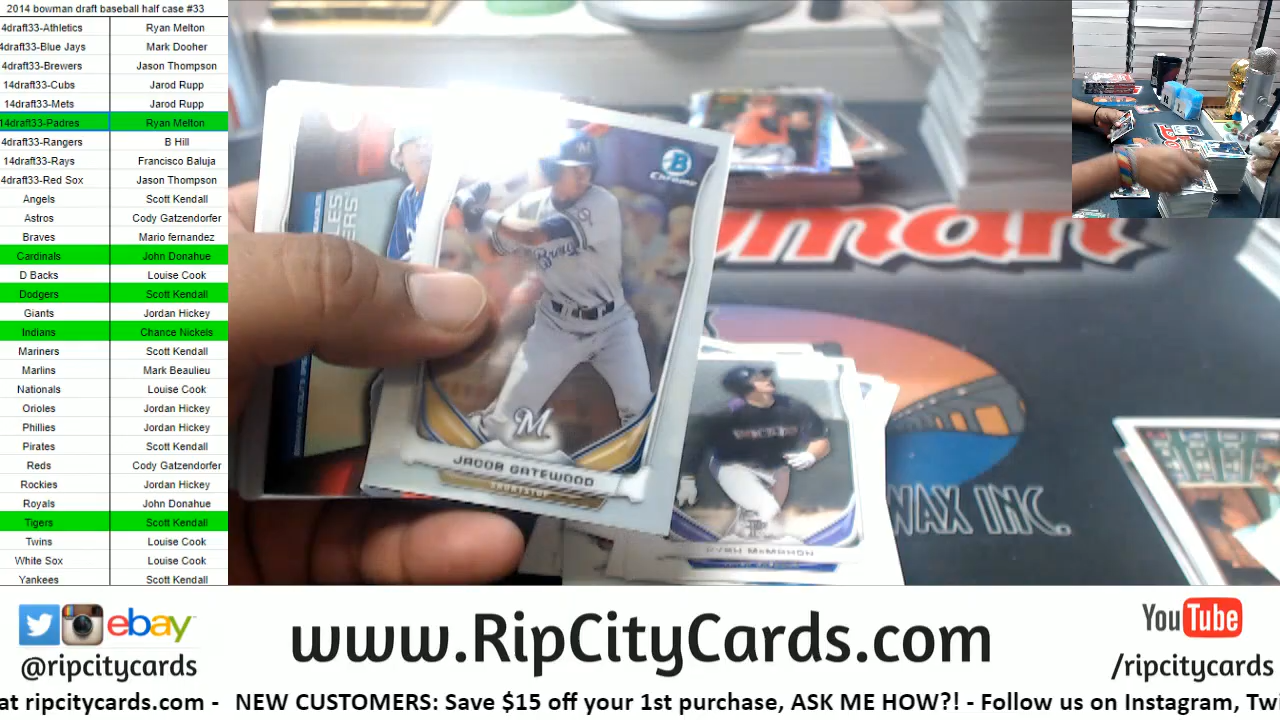 2014 bowman draft baseball half case #33
4draft33-Athletics Ryan Melton
4draft33-Blue Jays Mark Dooher
4draft33-Brewers Jason Thompson
14draft33-Cubs Jarod Rupp
14draft33-Mets Jarod Rupp
14draft33-Padres Ryan Melton
4draft33-Rangers B Hill
14draft33-Rays Francisco Baluja
4draft33-Red Sox Jason Thompson
Angels Scott Kendall
Astros Cody Gatzendorfer
Braves Mario fernandez
Cardinals John Donahue
D Backs Louise Cook
Dodgers Scott Kendall
Giants Jordan Hickey
Indians Chance Nickels
Mariners Scott Kendall
Marlins Mark Beaulieu
Nationals Louise Cook
Orioles Jordan Hickey
Phillies Jordan Hickey
Pirates Scott Kendall
Reds Cody Gatzendorfer
Rockies Jordan Hickey
Royals John Donahue
Tigers Scott Kendall
Twins Louise Cook
White Sox Louise Cook
Yankees Scott Kendall
B
Chrome
M
JACOB GATEWOOD
SHORTSTOP
RYAN McMAHON
wman
WAX INC.
ebay
@ripcitycards
www.RipCityCards.com
YouTube
/ripcitycards
at ripcitycards.com - NEW CUSTOMERS: Save $15 off your 1st purchase, ASK ME HOW?! - Follow us on Instagram, Twi